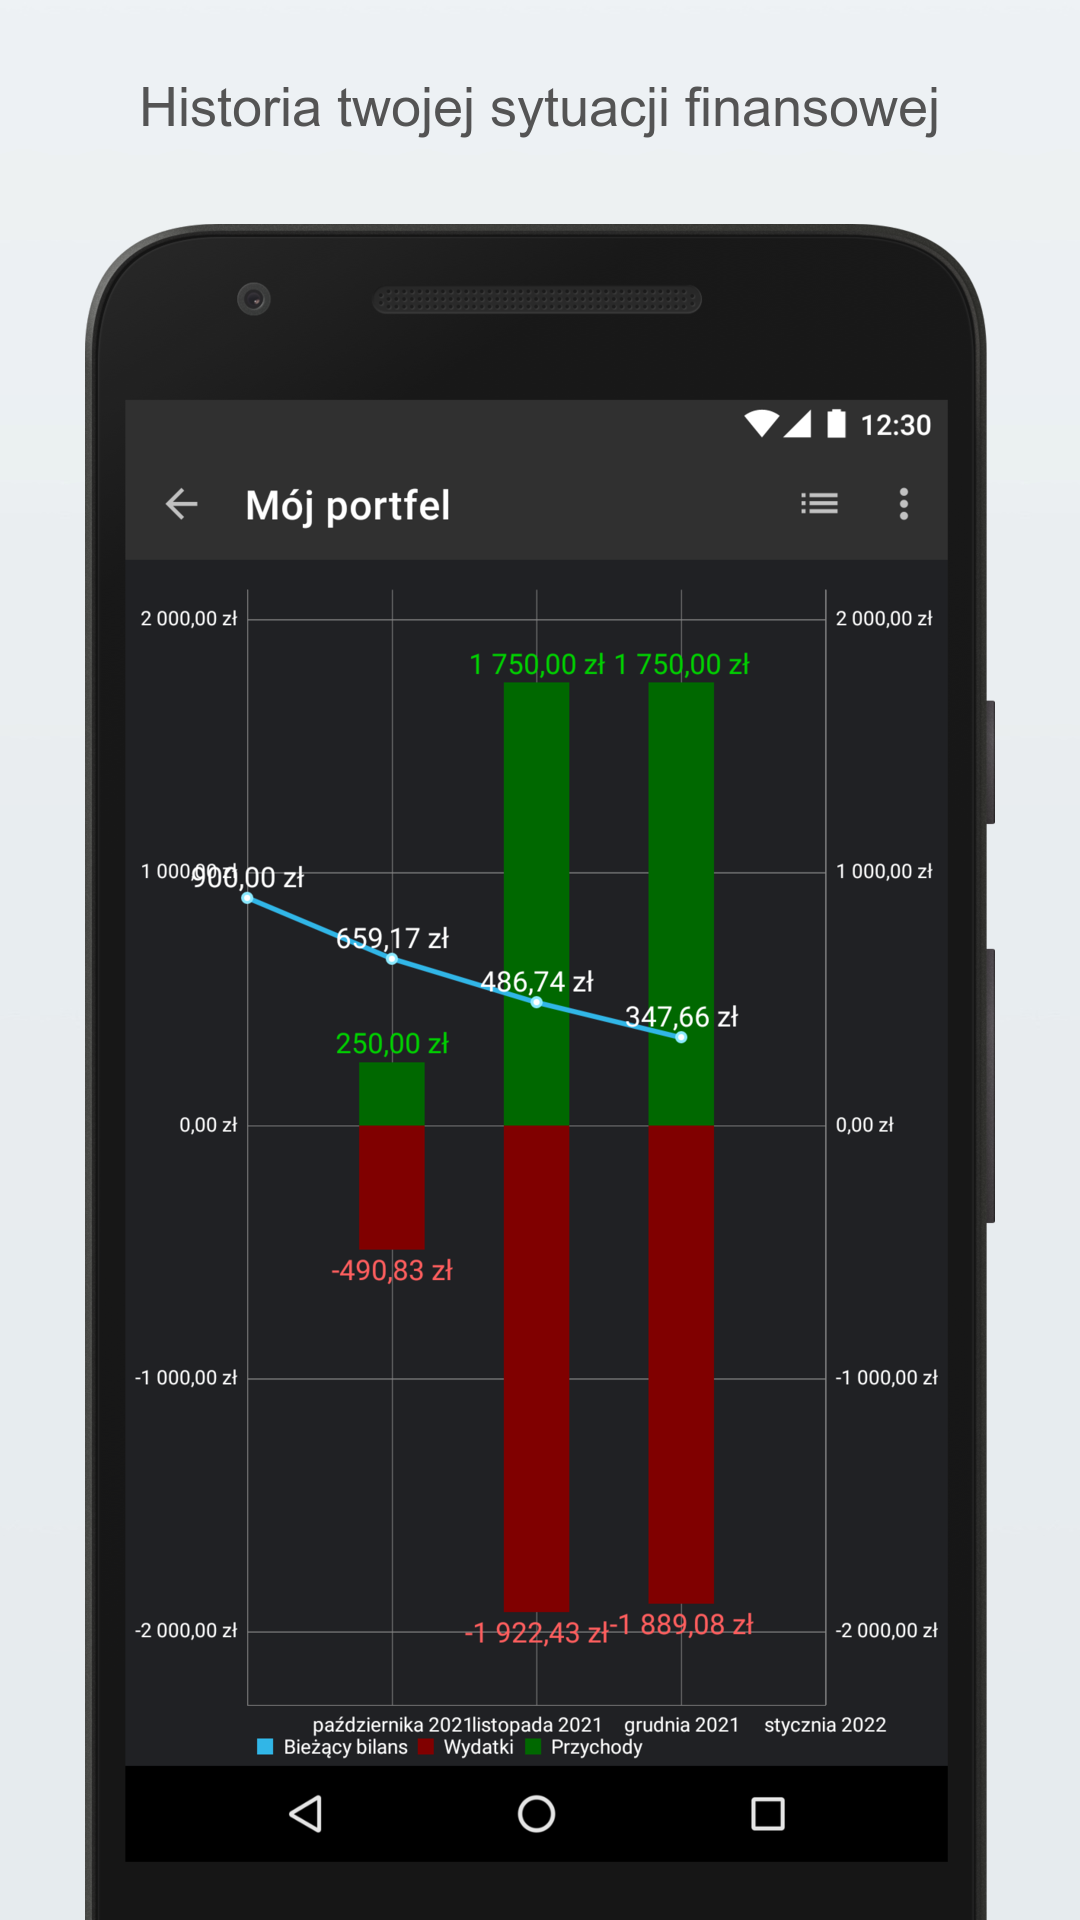 Historia twojej sytuacji finansowej
12:30
Mój portfel
2 000,00 zł
2 000,00 zł
1 750,00 zł 1 750,00 zł
1 000,00 zł
900,00 zł
1 000,00 zł
659,17 zł
486,74 zł
347,66 zł
250,00 zł
0,00 zł
0,00 zł
-490,83 zł
-1 000,00 zł
-1 000,00 zł
-2 000,00 zł
-1 922,43 zł
-1 889,08 zł
-2 000,00 zł
października 2021 listopada 2021 grudnia 2021 stycznia 2022
Bieżący bilans Wydatki Przychody